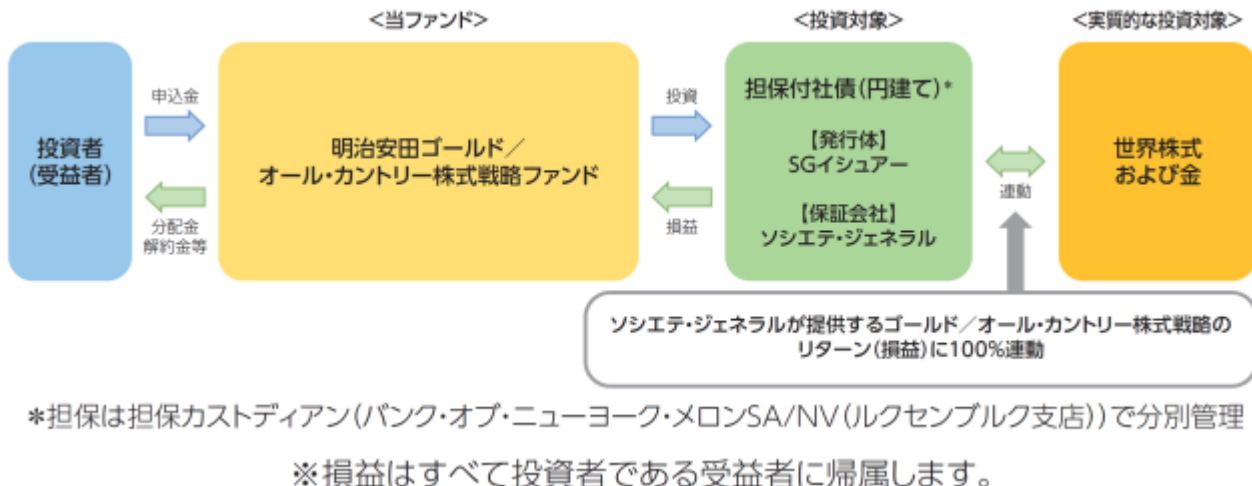 ＜当ファンド＞
＜投資対象＞
＜実質的な投資対象＞
投資者
（受益者）
申込金
分配金
解約金等
明治安田ゴールド／
オール・カントリー株式戦略ファンド
投資
損益
担保付社債（円建て）*
【発行体】
SGイシュアー
【保証会社】
ソシエテ・ジェネラル
連動
世界株式
および金
ソシエテ・ジェネラルが提供するゴールド／オール・カントリー株式戦略の
リターン（損益）に100%連動
*担保は担保カストディアン（バンク・オブ・ニューヨーク・メロンSA/NV（ルクセンブルク支店））で分別管理
※損益はすべて投資者である受益者に帰属します。